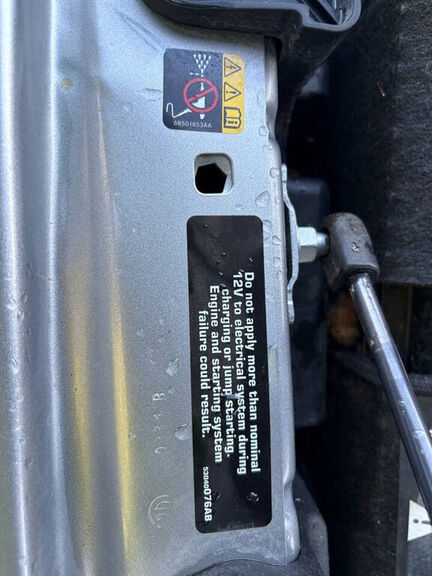 68501853AA
Do not apply more than nominal
12V to electrical system during
charging or jump starting.
Engine and starting system
failure could result.
53040076AB